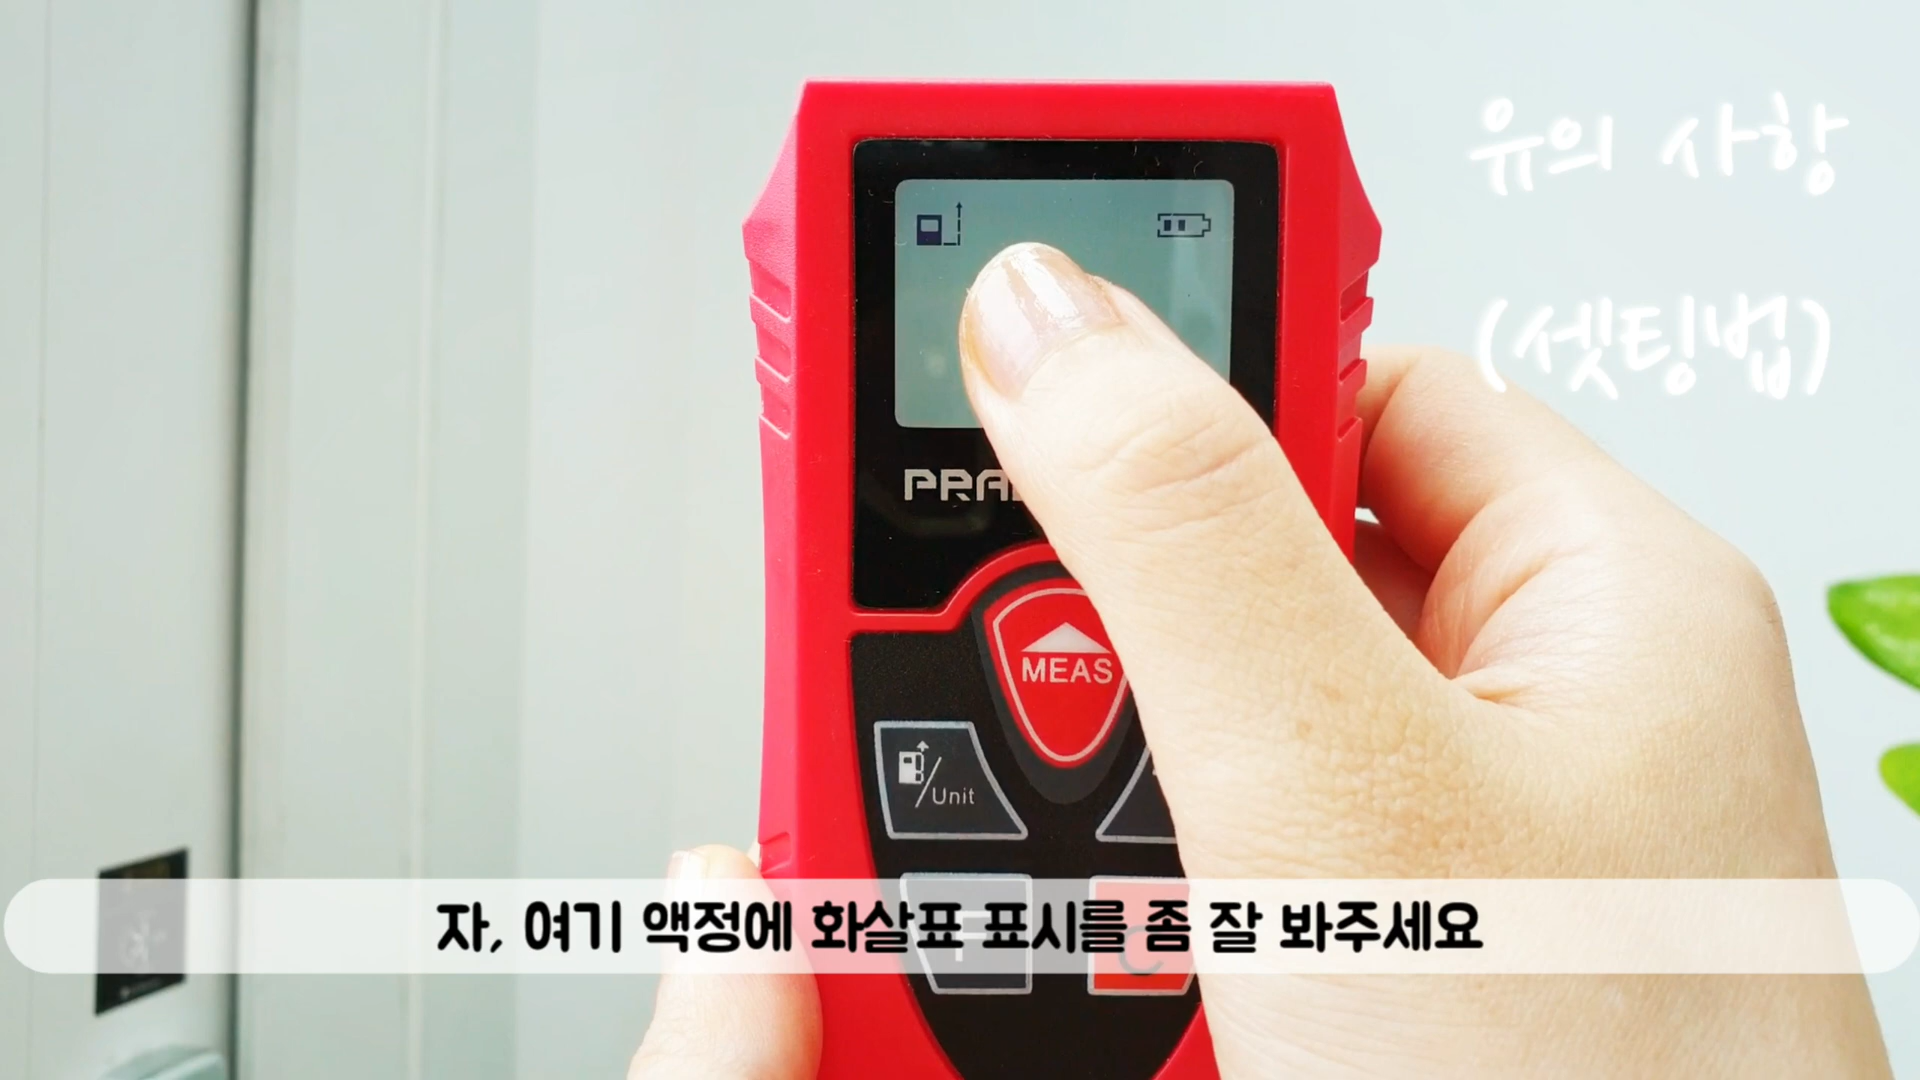 유의 사항
(셋팅법)
MEAS
Unit
자, 여기 액정에 화살표 표시를 좀 잘 봐주세요